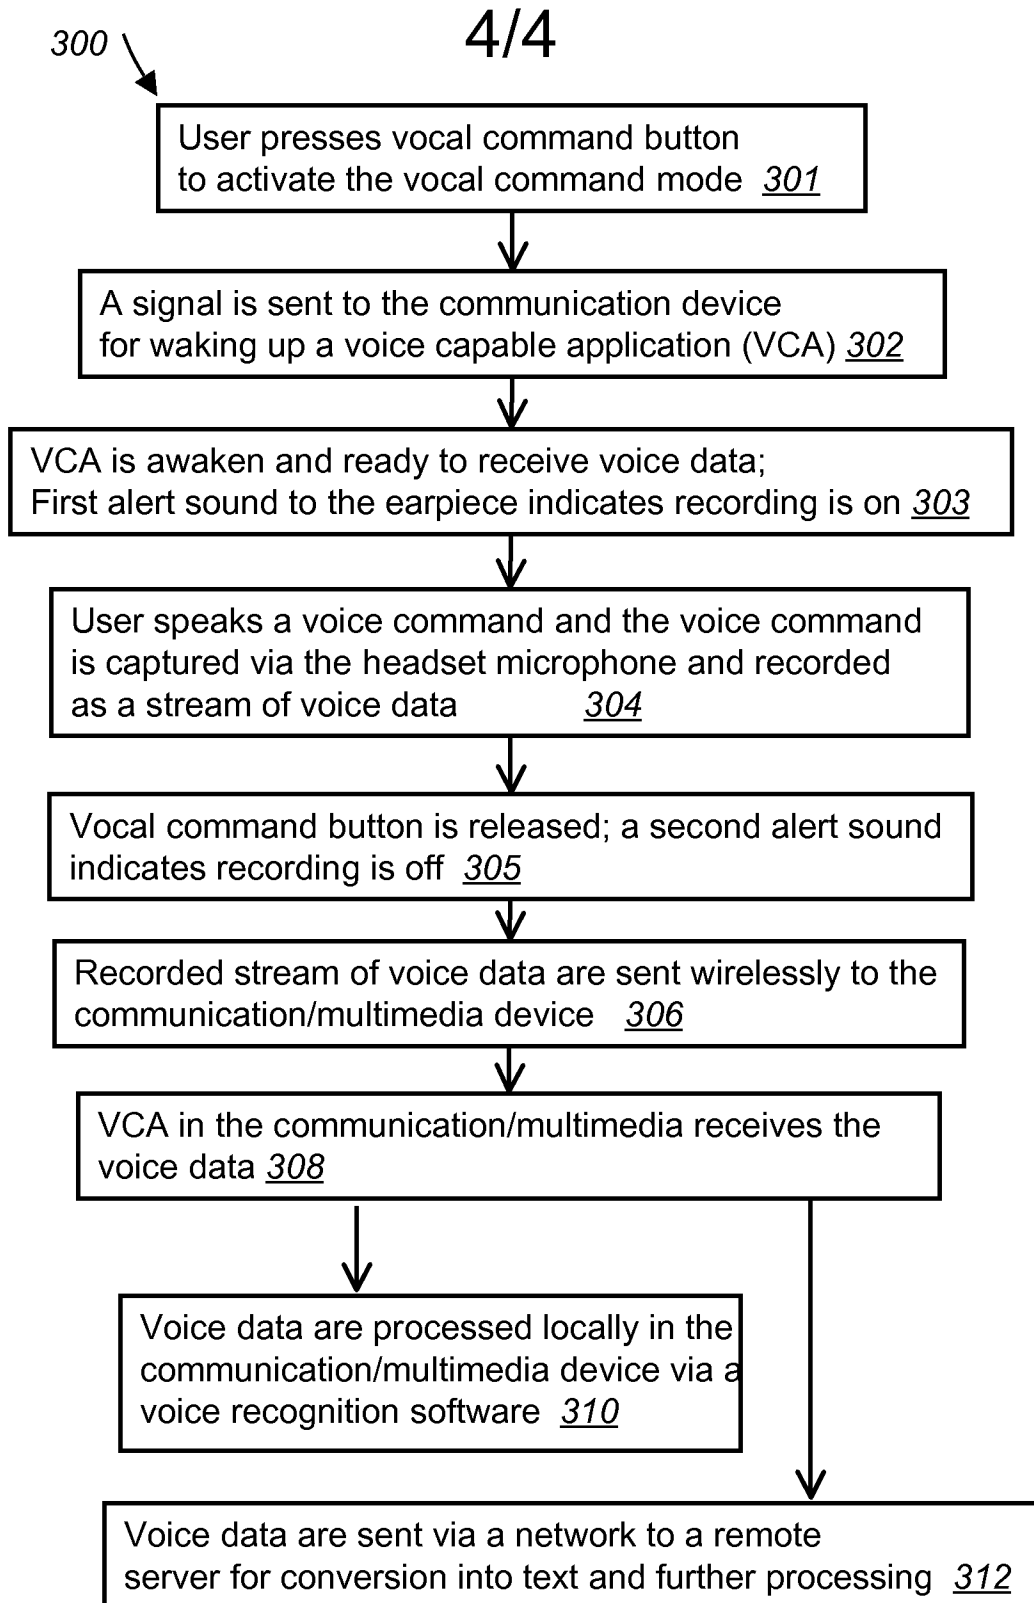 300
4/4
User presses vocal command button
to activate the vocal command mode 301
A signal is sent to the communication device
for waking up a voice capable application (VCA) 302
VCA is awaken and ready to receive voice data;
First alert sound to the earpiece indicates recording is on 303
User speaks a voice command and the voice command
is captured via the headset microphone and recorded
as a stream of voice data 304
Vocal command button is released; a second alert sound
indicates recording is off 305
Recorded stream of voice data are sent wirelessly to the
communication/multimedia device 306
VCA in the communication/multimedia receives the
voice data 308
Voice data are processed locally in the
communication/multimedia device via a
voice recognition software 310
Voice data are sent via a network to a remote
server for conversion into text and further processing 312